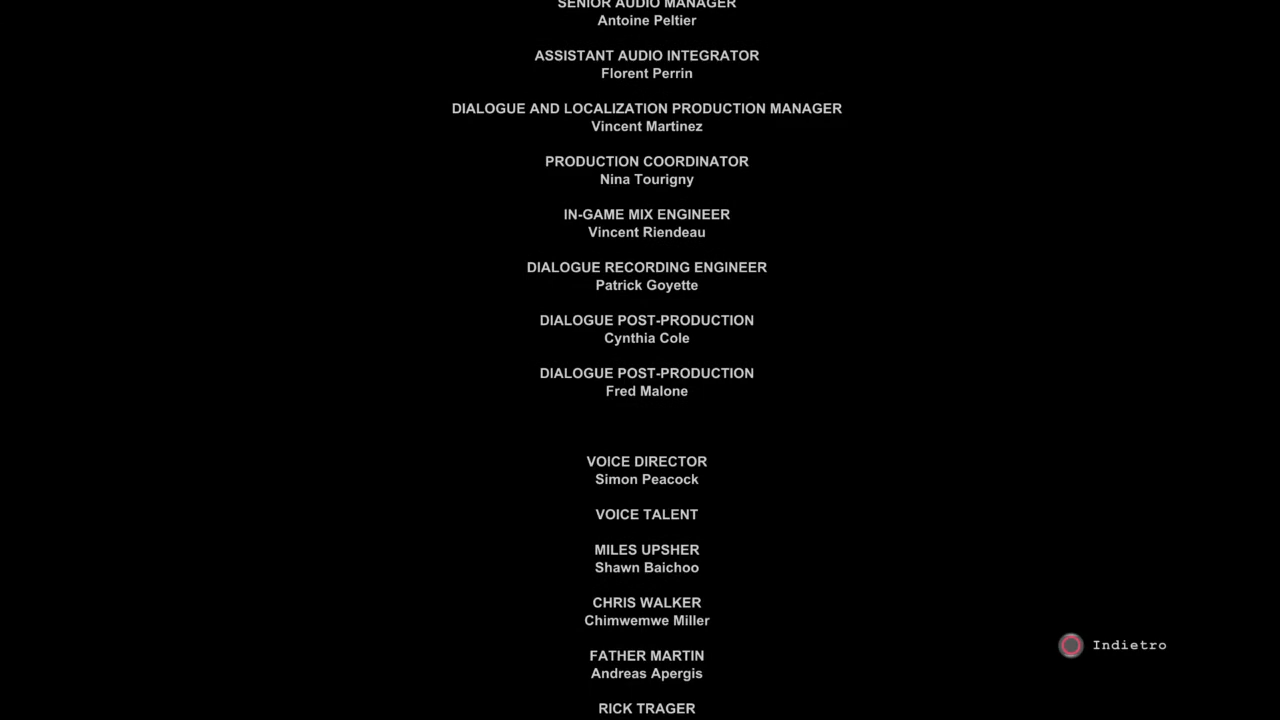 SENIOR AUDIO MANAGER
Antoine Peltier
ASSISTANT AUDIO INTEGRATOR
Florent Perrin
DIALOGUE AND LOCALIZATION PRODUCTION MANAGER
Vincent Martinez
PRODUCTION COORDINATOR
Nina Tourigny
IN-GAME MIX ENGINEER
Vincent Riendeau
DIALOGUE RECORDING ENGINEER
Patrick Goyette
DIALOGUE POST-PRODUCTION
Cynthia Cole
DIALOGUE POST-PRODUCTION
Fred Malone
VOICE DIRECTOR
Simon Peacock
VOICE TALENT
MILES UPSHER
Shawn Baichoo
CHRIS WALKER
Chimwemwe Miller
Indietro
FATHER MARTIN
Andreas Apergis
RICK TRAGER